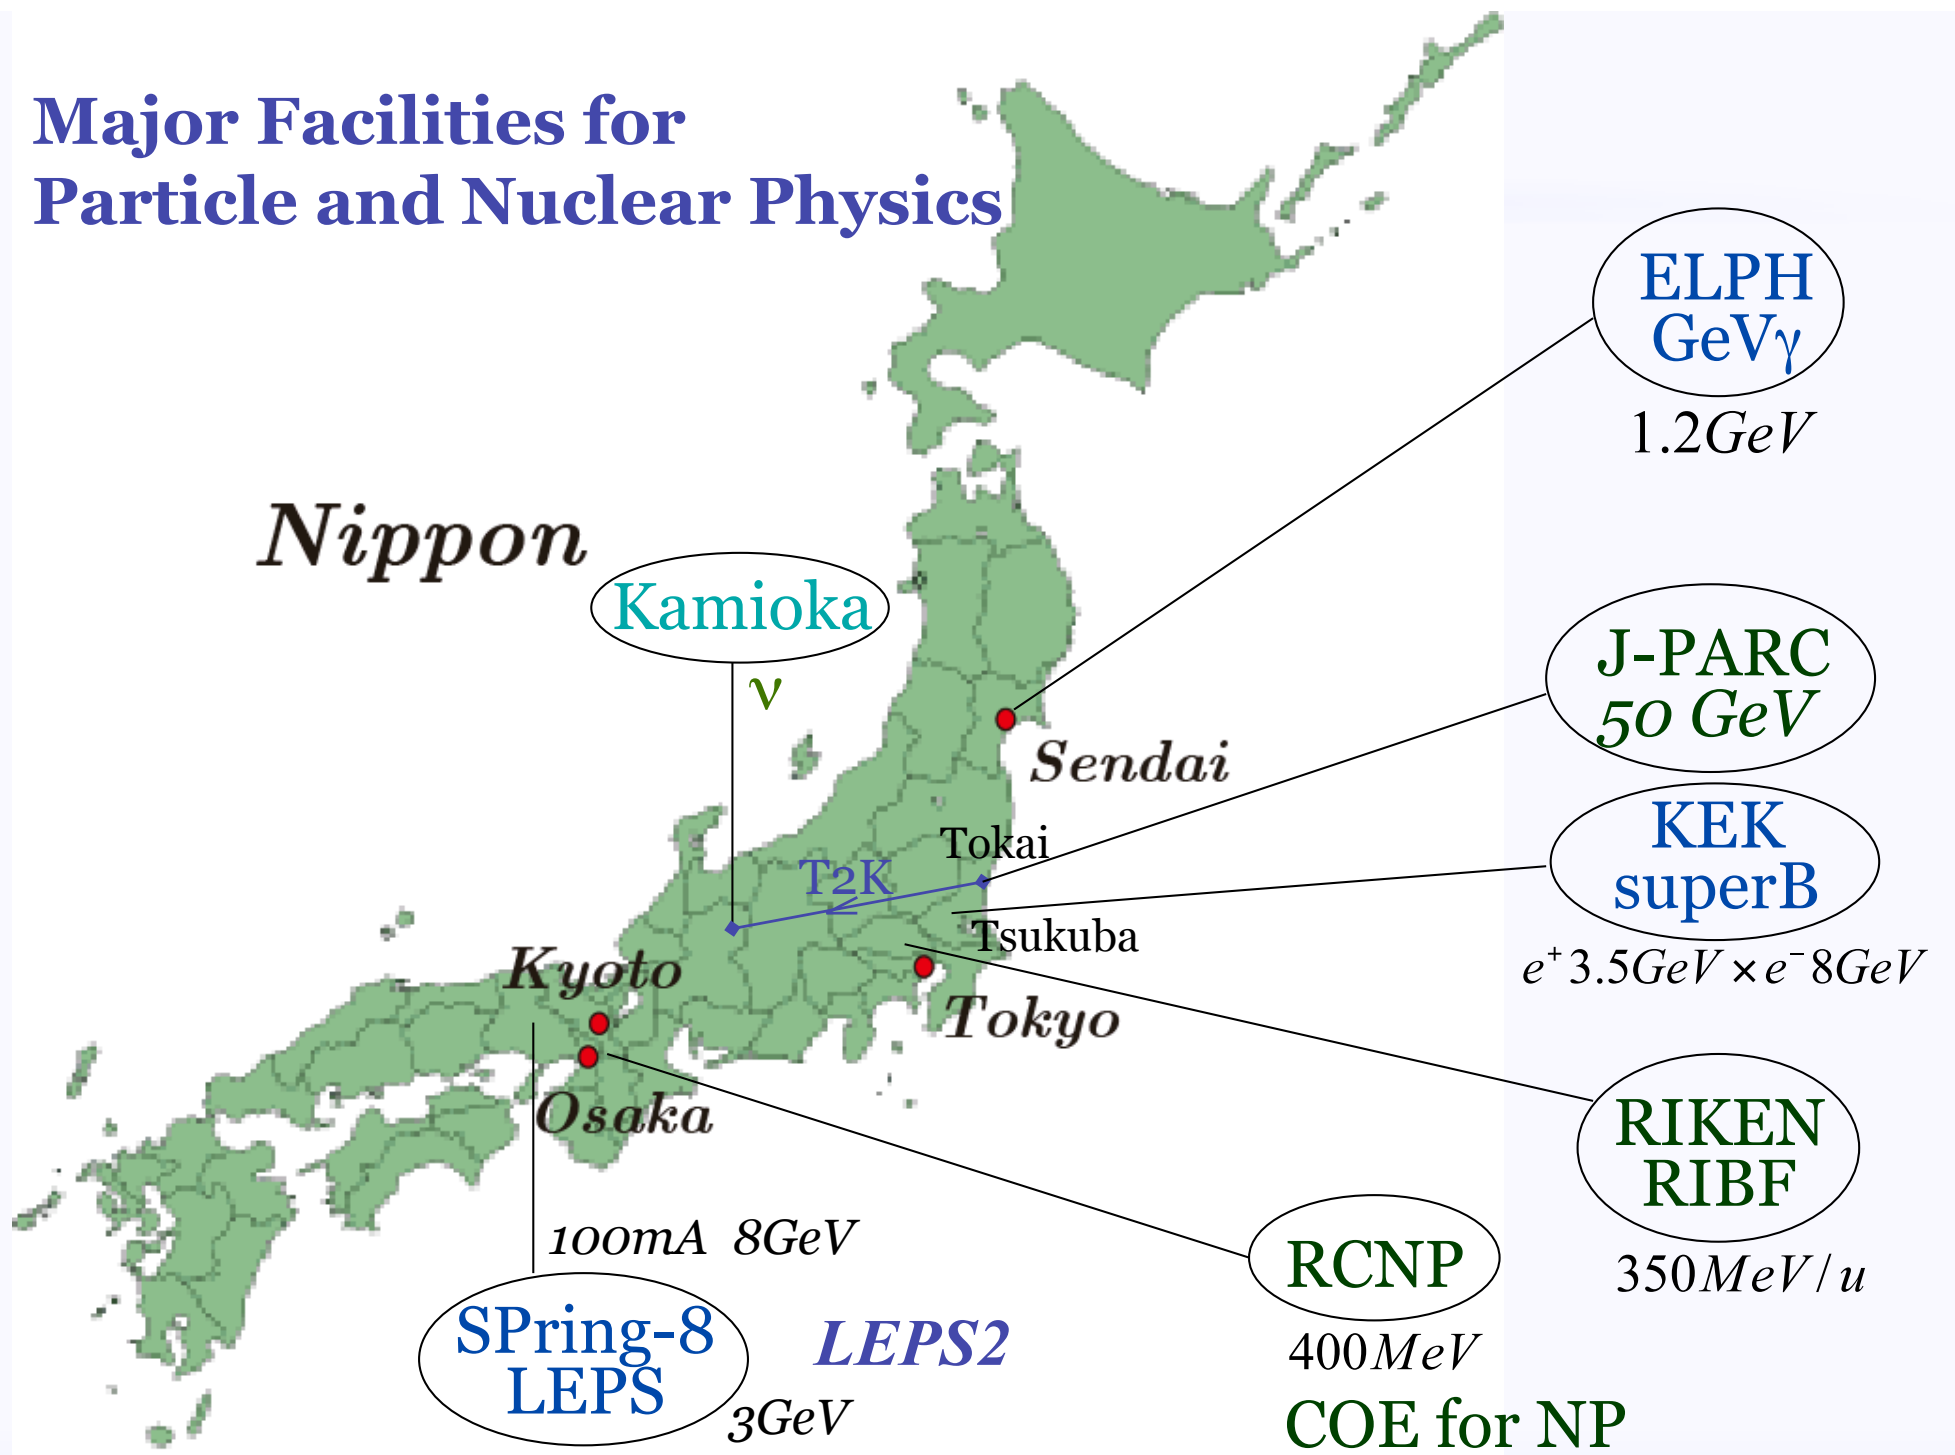 Major Facilities for
Particle and Nuclear Physics
ELPH
GeVγ
1.2GeV
Nippon
Kamioka
ν
J-PARC
50 GeV
Sendai
KEK
superB
Tokai
T2K
Tsukuba
e⁺3.5GeV × e⁻8GeV
Kyoto
Tokyo
Osaka
RIKEN
RIBF
350MeV / u
100mA 8GeV
RCNP
400MeV
SPring-8
LEPS
LEPS2
3GeV
COE for NP